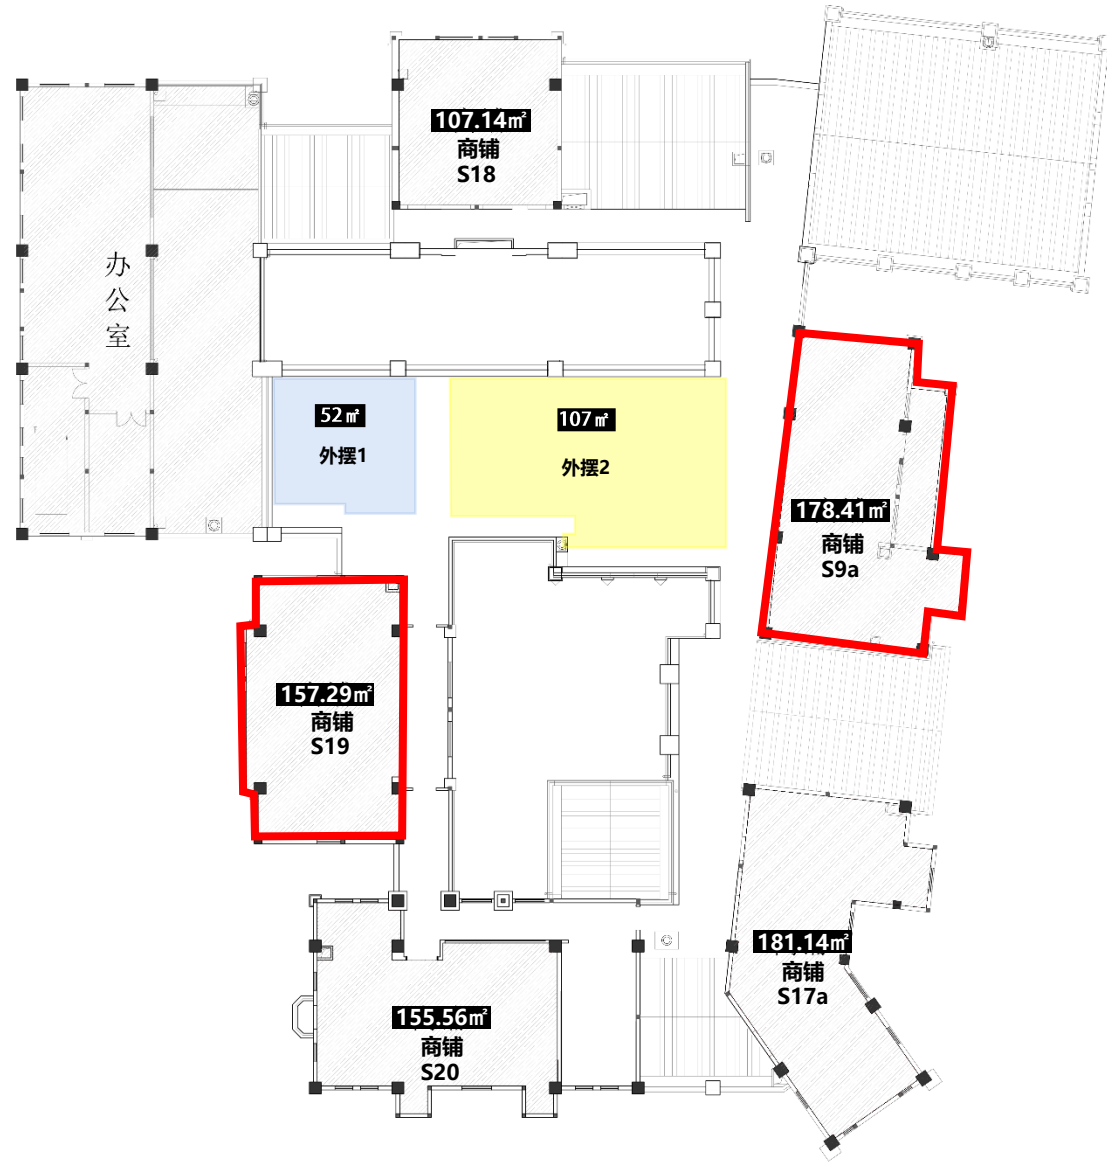 107.14㎡
商铺
S18
办
公
室
52㎡
外摆1
107㎡
外摆2
178.41㎡
商铺
S9a
157.29㎡
商铺
S19
181.14㎡
商铺
S17a
155.56㎡
商铺
S20